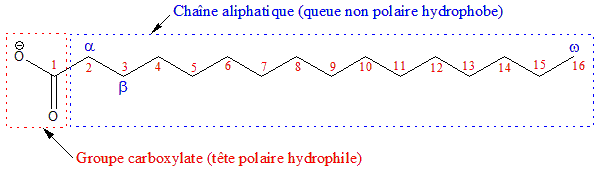 Chaîne aliphatique (queue non polaire hydrophobe)
⊖ α ω
O 1 2 3 4 5 6 7 8 9 10 11 12 13 14 15 16
β
O
Groupe carboxylate (tête polaire hydrophile)